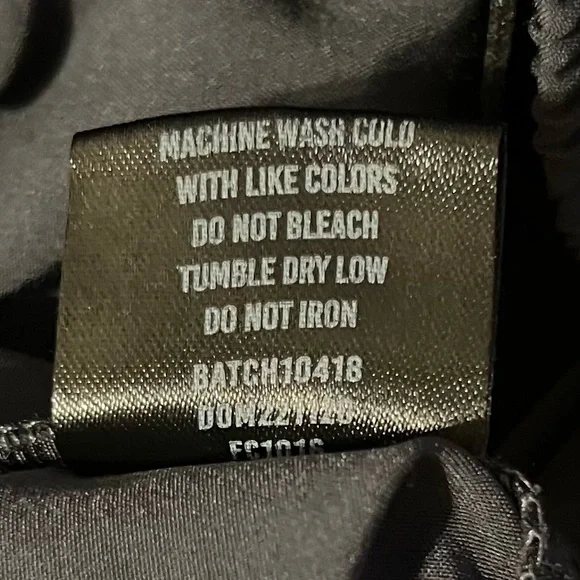 MACHINE WASH COLD
WITH LIKE COLORS
DO NOT BLEACH
TUMBLE DRY LOW
DO NOT IRON
BATCH10418